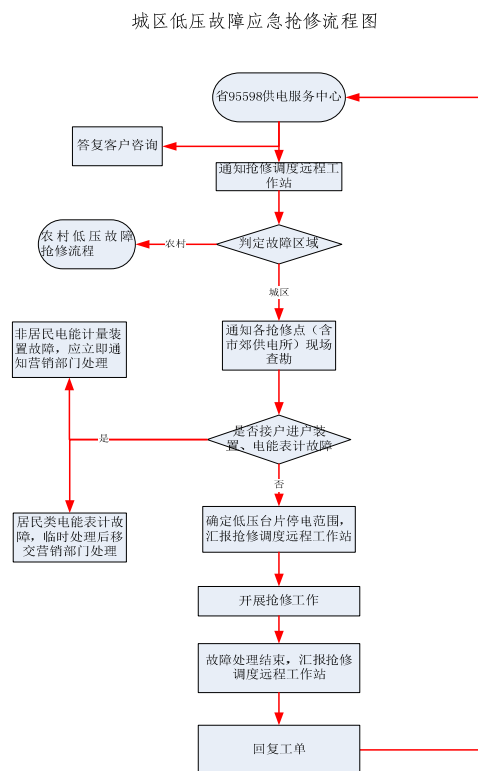 城区低压故障应急抢修流程图
省95598供电服务中心
答复客户咨询
通知抢修调度远程工
作站
农村低压故障
抢修流程
农村
判定故障区域
城区
非居民电能计量装
置故障，应立即通
知营销部门处理
通知各抢修点（含
市郊供电所）现场
查勘
是否接户进户装
置、电能表计故障
是
否
居民类电能表计故
障，临时处理后移
交营销部门处理
确定低压台片停电范围，
汇报抢修调度远程工作站
开展抢修工作
故障处理结束，汇报抢修
调度远程工作站
回复工单